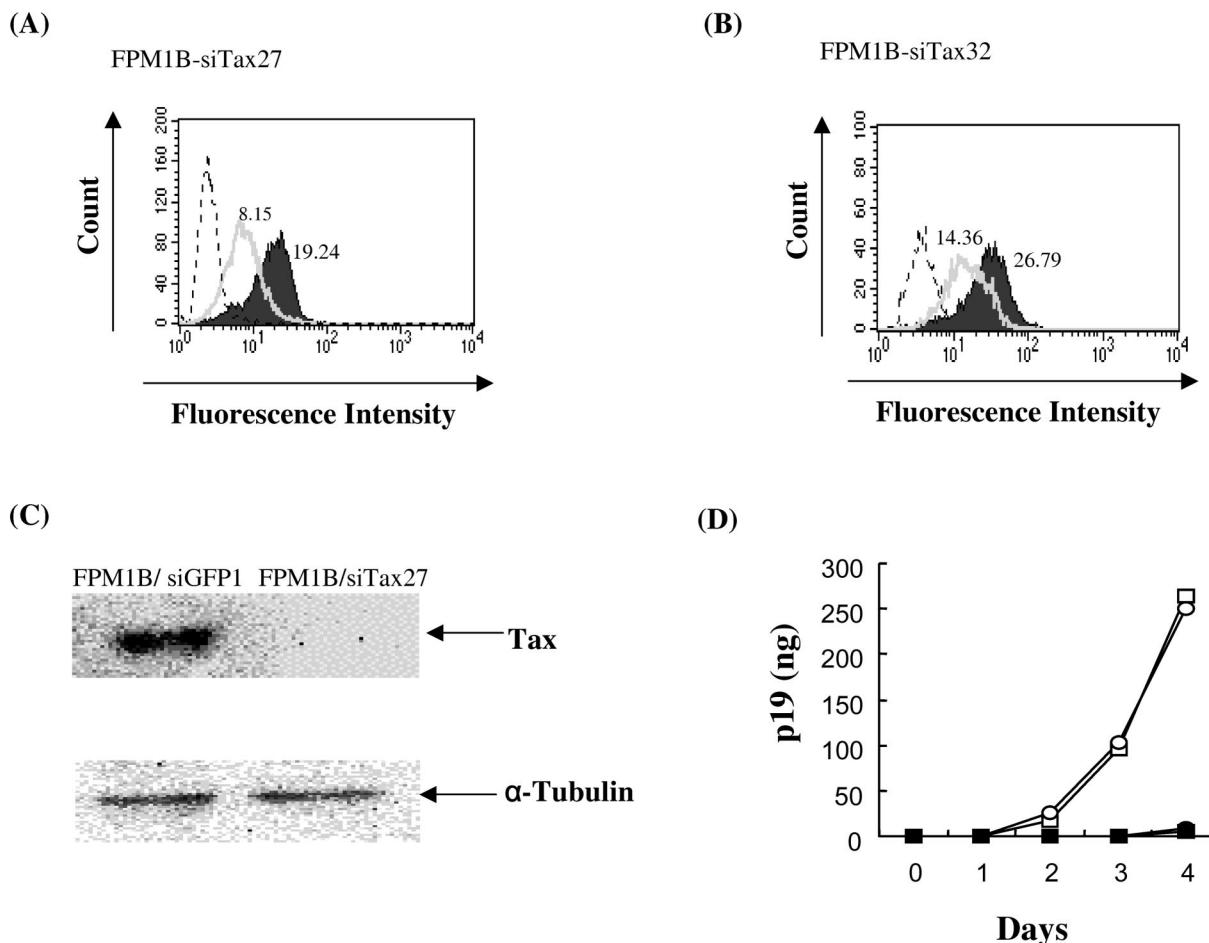 (A)
FPM1B-siTax27
Count
200
160
120
80
40
0
8.15
19.24
10^0 10^1 10^2 10^3 10^4
Fluorescence Intensity
(B)
FPM1B-siTax32
Count
100
80
60
40
20
0
14.36
26.79
10^0 10^1 10^2 10^3 10^4
Fluorescence Intensity
(C)
FPM1B/ siGFP1 FPM1B/siTax27
Tax
α-Tubulin
(D)
p19 (ng)
300
250
200
150
100
50
0
0 1 2 3 4
Days